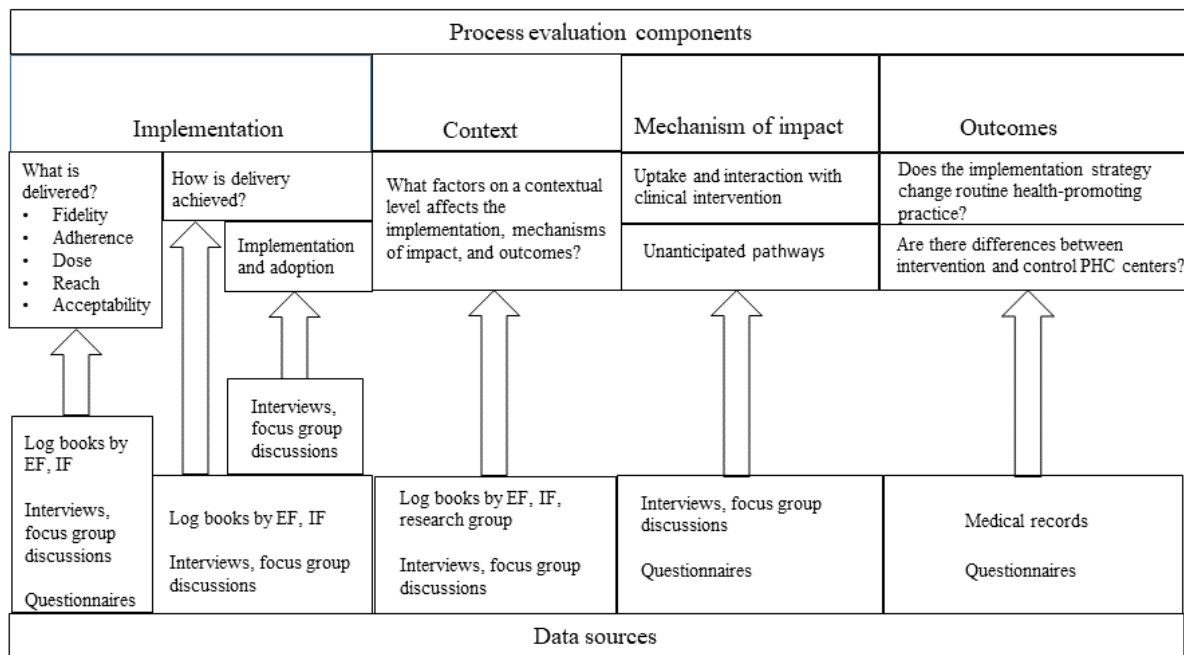 Process evaluation components
Implementation
Context
Mechanism of impact
Outcomes
What is
delivered?
• Fidelity
• Adherence
• Dose
• Reach
• Acceptability
How is delivery
achieved?
Implementation
and adoption
What factors on a contextual
level affects the
implementation, mechanisms
of impact, and outcomes?
Uptake and interaction with
clinical intervention
Unanticipated pathways
Does the implementation strategy
change routine health-promoting
practice?
Are there differences between
intervention and control PHC centers?
Log books by
EF, IF
Interviews,
focus group
discussions
Questionnaires
Log books by EF, IF
Interviews, focus group
discussions
Interviews,
focus group
discussions
Log books by EF, IF,
research group
Interviews, focus group
discussions
Interviews, focus group
discussions
Questionnaires
Medical records
Questionnaires
Data sources